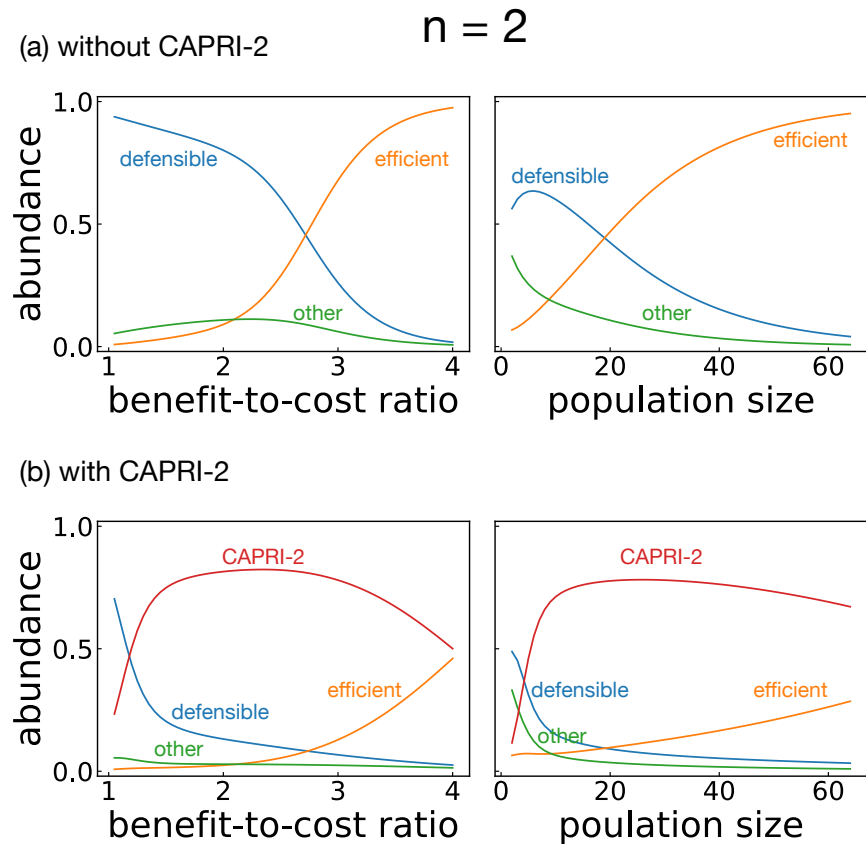 n = 2
(a) without CAPRI-2
abundance
1.0
0.5
0.0
defensible
efficient
other
1 2 3 4
benefit-to-cost ratio
defensible
efficient
other
0 20 40 60
population size
(b) with CAPRI-2
abundance
1.0
0.5
0.0
CAPRI-2
defensible
efficient
other
1 2 3 4
benefit-to-cost ratio
CAPRI-2
defensible
efficient
other
0 20 40 60
poulation size